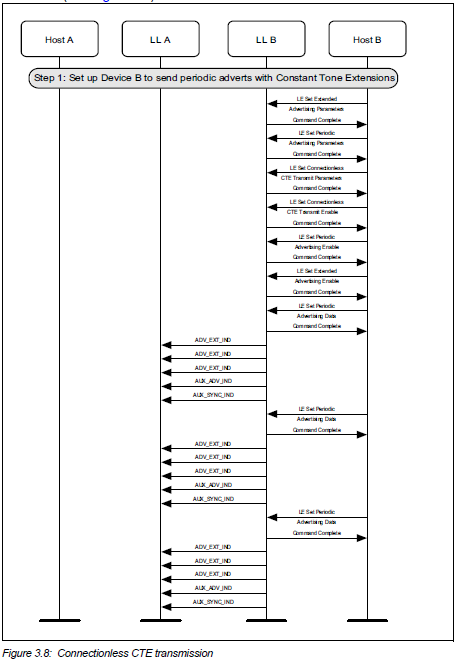 Host A
LL A
LL B
Host B
Step 1: Set up Device B to send periodic adverts with Constant Tone Extensions
LE Set Extended
Advertising Parameters
Command Complete
LE Set Periodic
Advertising Parameters
Command Complete
LE Set Connectionless
CTE Transmit Parameters
Command Complete
LE Set Connectionless
CTE Transmit Enable
Command Complete
LE Set Periodic
Advertising Enable
Command Complete
LE Set Extended
Advertising Enable
Command Complete
LE Set Periodic
Advertising Data
Command Complete
ADV_EXT_IND
ADV_EXT_IND
ADV_EXT_IND
AUX_ADV_IND
AUX_SYNC_IND
LE Set Periodic
Advertising Data
Command Complete
ADV_EXT_IND
ADV_EXT_IND
ADV_EXT_IND
AUX_ADV_IND
AUX_SYNC_IND
LE Set Periodic
Advertising Data
Command Complete
ADV_EXT_IND
ADV_EXT_IND
ADV_EXT_IND
AUX_ADV_IND
AUX_SYNC_IND
Figure 3.8: Connectionless CTE transmission